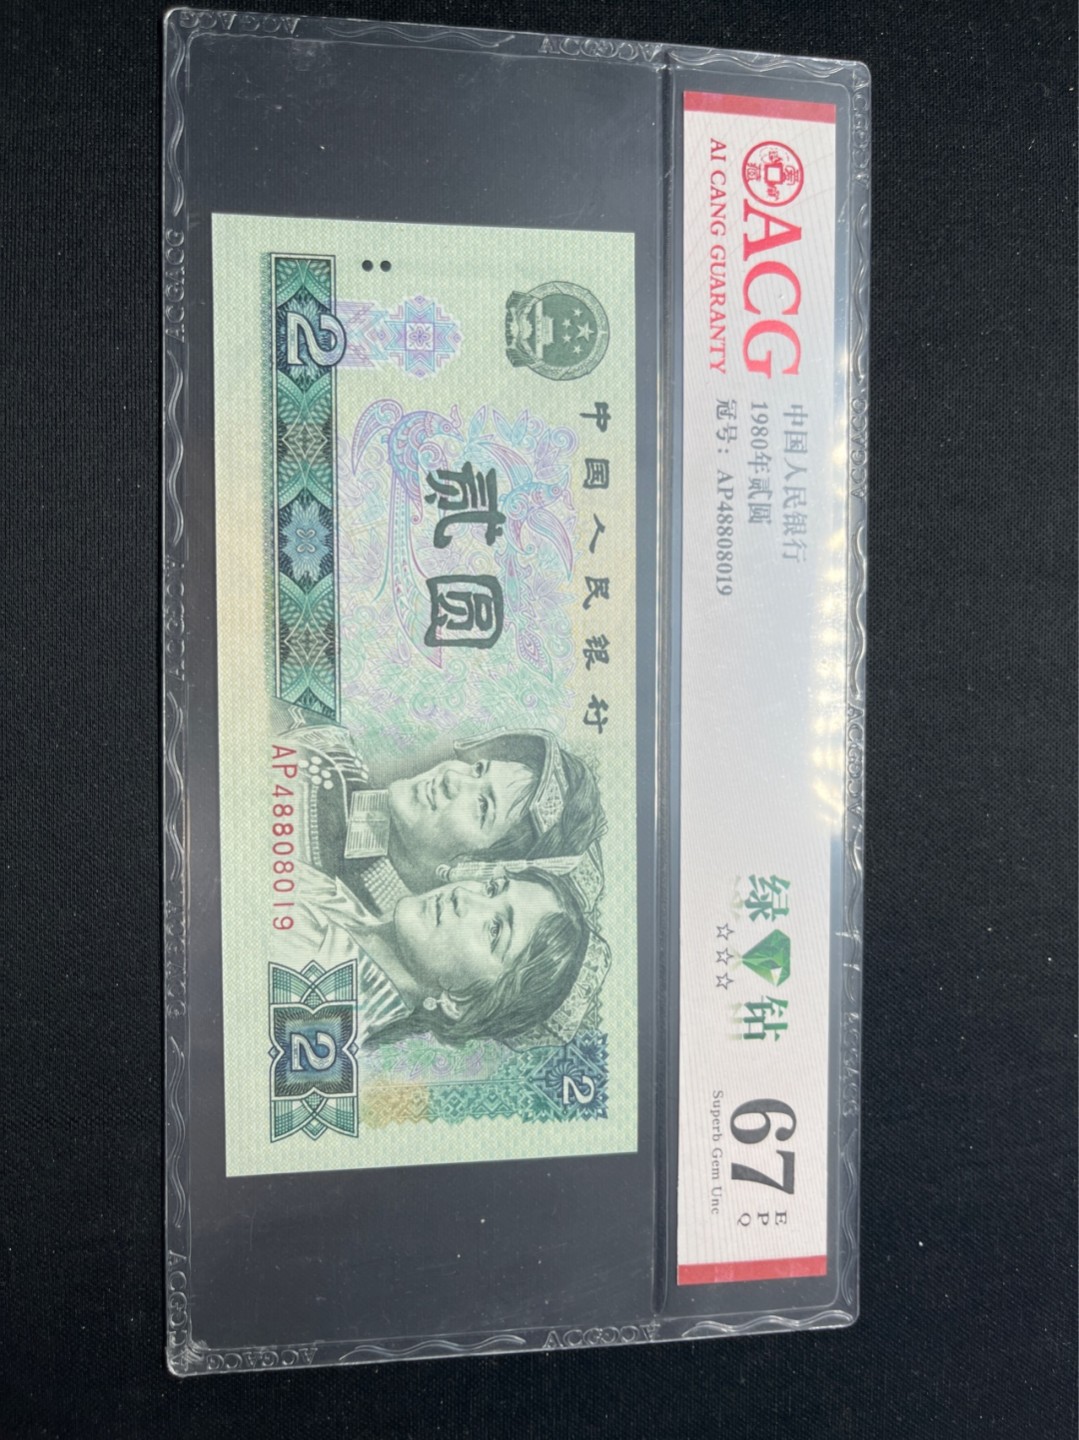 ACG
AI CANG GUARANTY
中国人民银行
1980年贰圆
冠号：AP48808019
绿钻
☆☆☆
67
EPQ
Superb Gem Unc
中国人民银行
贰圆
2
AP48808019
2
2